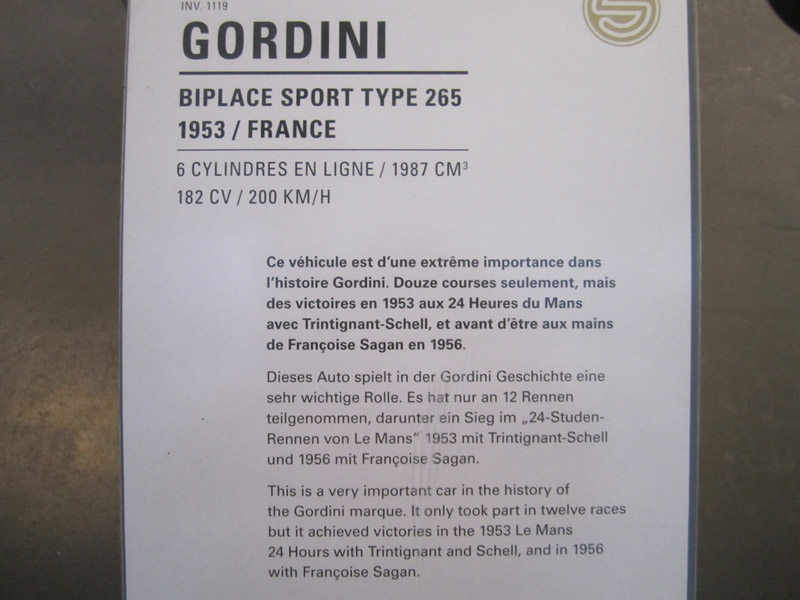 INV. 1119
GORDINI
BIPLACE SPORT TYPE 265
1953 / FRANCE
6 CYLINDRES EN LIGNE / 1987 CM³
182 CV / 200 KM/H
Ce véhicule est d'une extrême importance dans
l'histoire Gordini. Douze courses seulement, mais
des victoires en 1953 aux 24 Heures du Mans
avec Trintignant-Schell, et avant d'être aux mains
de Françoise Sagan en 1956.
Dieses Auto spielt in der Gordini Geschichte eine
sehr wichtige Rolle. Es hat nur an 12 Rennen
teilgenommen, darunter ein Sieg im „24-Studen-
Rennen von Le Mans" 1953 mit Trintignant-Schell
und 1956 mit Françoise Sagan.
This is a very important car in the history of
the Gordini marque. It only took part in twelve races
but it achieved victories in the 1953 Le Mans
24 Hours with Trintignant and Schell, and in 1956
with Françoise Sagan.